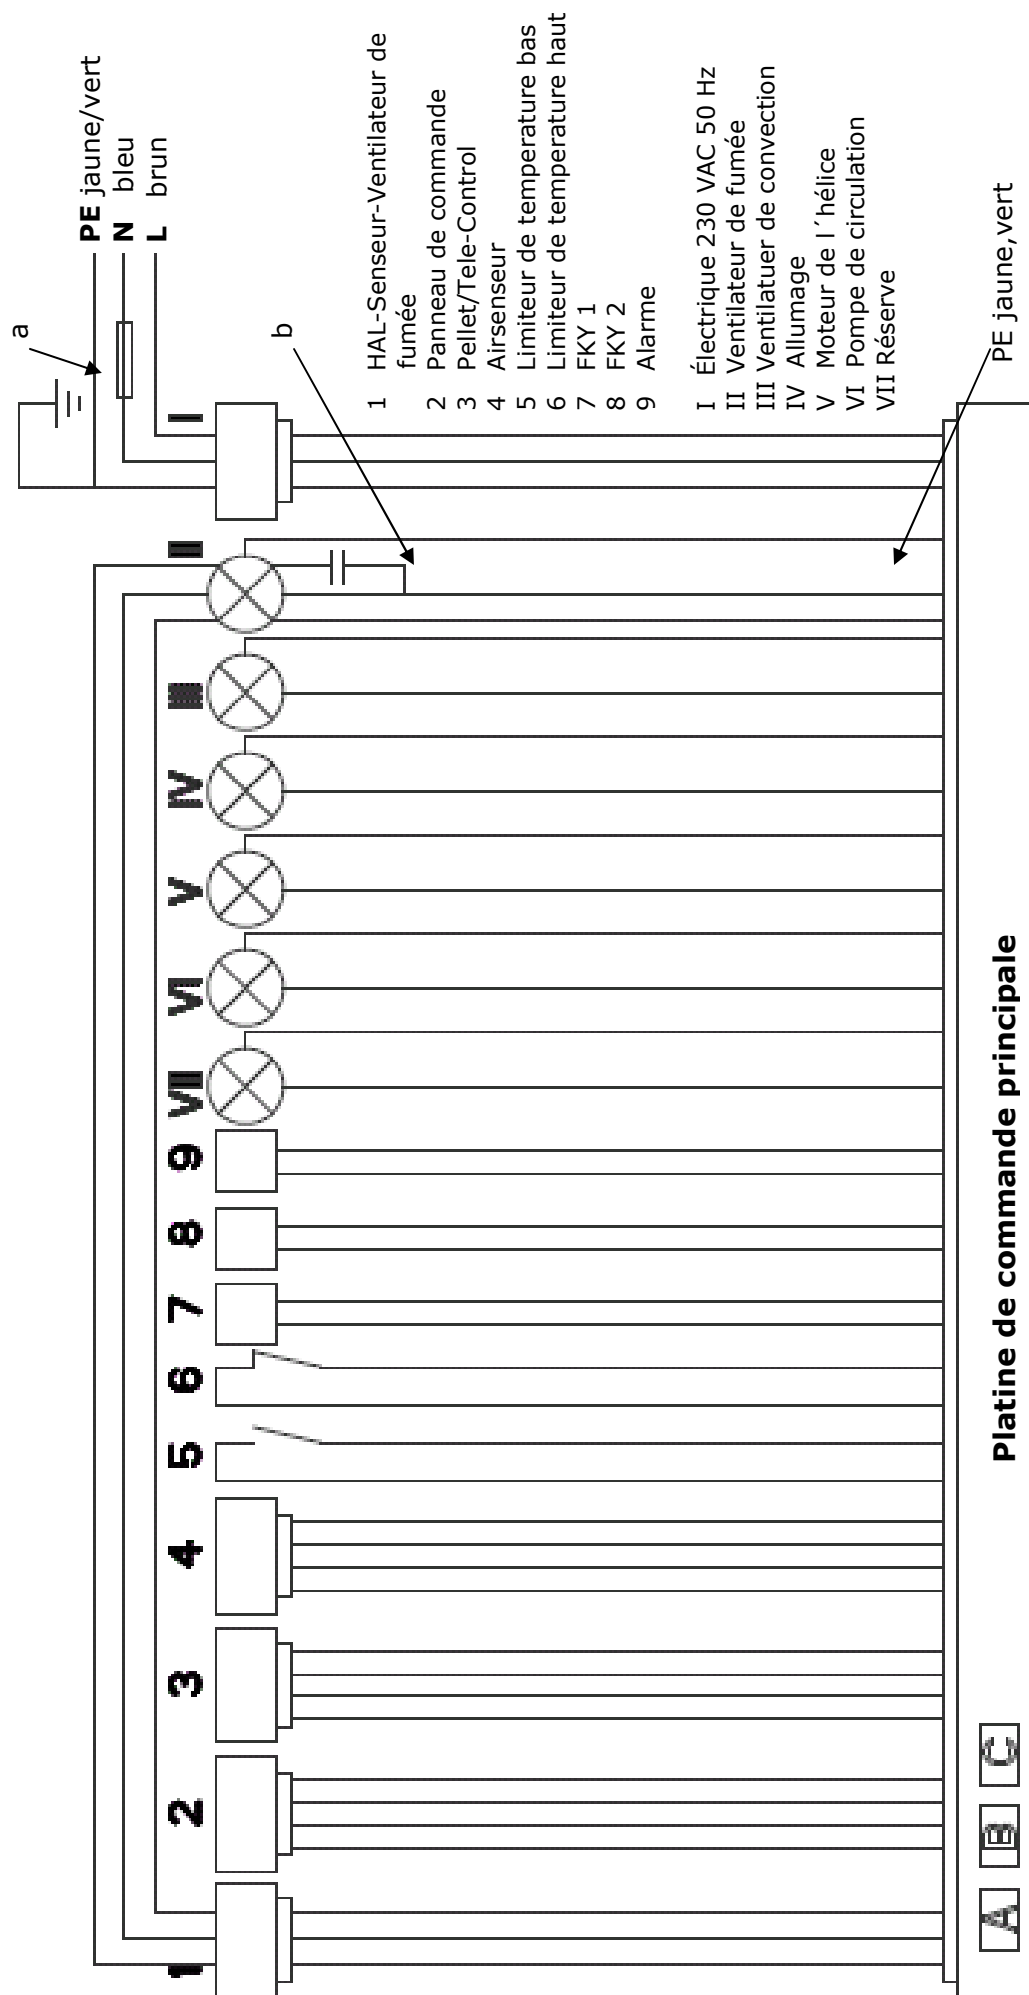 a
PE jaune/vert
N bleu
L brun
b
1 HAL-Senseur-Ventilateur de
fumée
2 Panneau de commande
3 Pellet/Tele-Control
4 Airsenseur
5 Limiteur de temperature bas
6 Limiteur de temperature haut
7 FKY 1
8 FKY 2
9 Alarme
I Électrique 230 VAC 50 Hz
II Ventilateur de fumée
III Ventilatuer de convection
IV Allumage
V Moteur de l´hélice
VI Pompe de circulation
VII Réserve
PE jaune,vert
1 2 3 4 5 6 7 8 9 VII VI V IV III II I
A B C
Platine de commande principale